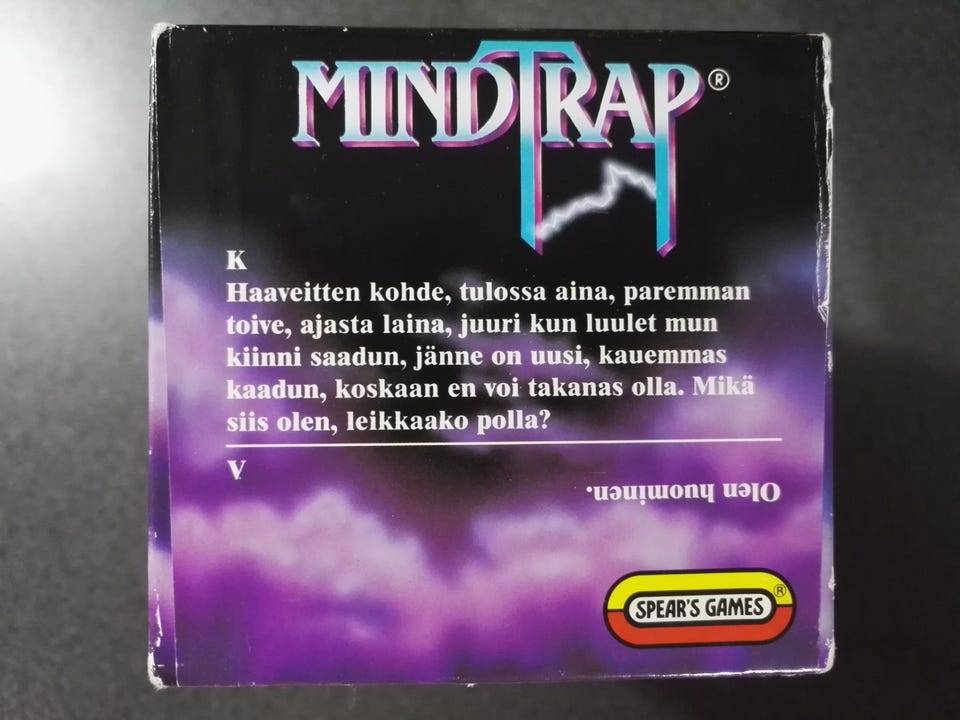 MINDTRAP®
K
Haaveitten kohde, tulossa aina, paremman
toive, ajasta laina, juuri kun luulet mun
kiinni saadun, jänne on uusi, kauemmas
kaadun, koskaan en voi takanas olla. Mikä
siis olen, leikkaako polla?
V
Olen huominen.
SPEAR'S GAMES®